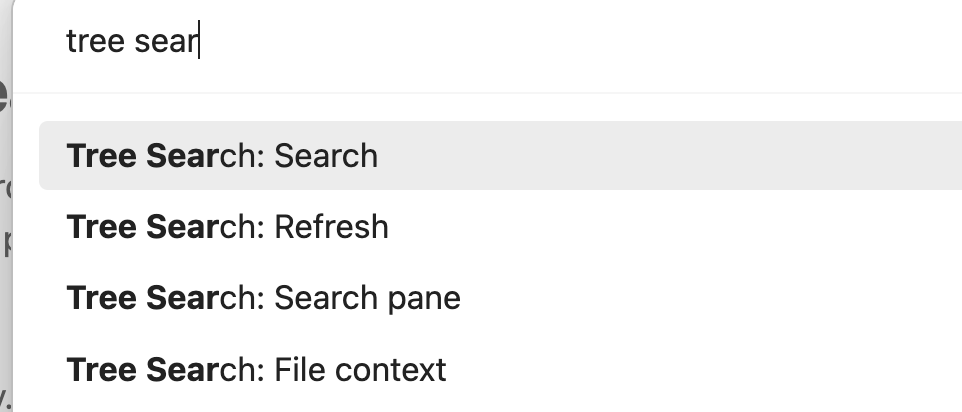 tree sear
Tree Search: Search
Tree Search: Refresh
Tree Search: Search pane
Tree Search: File context